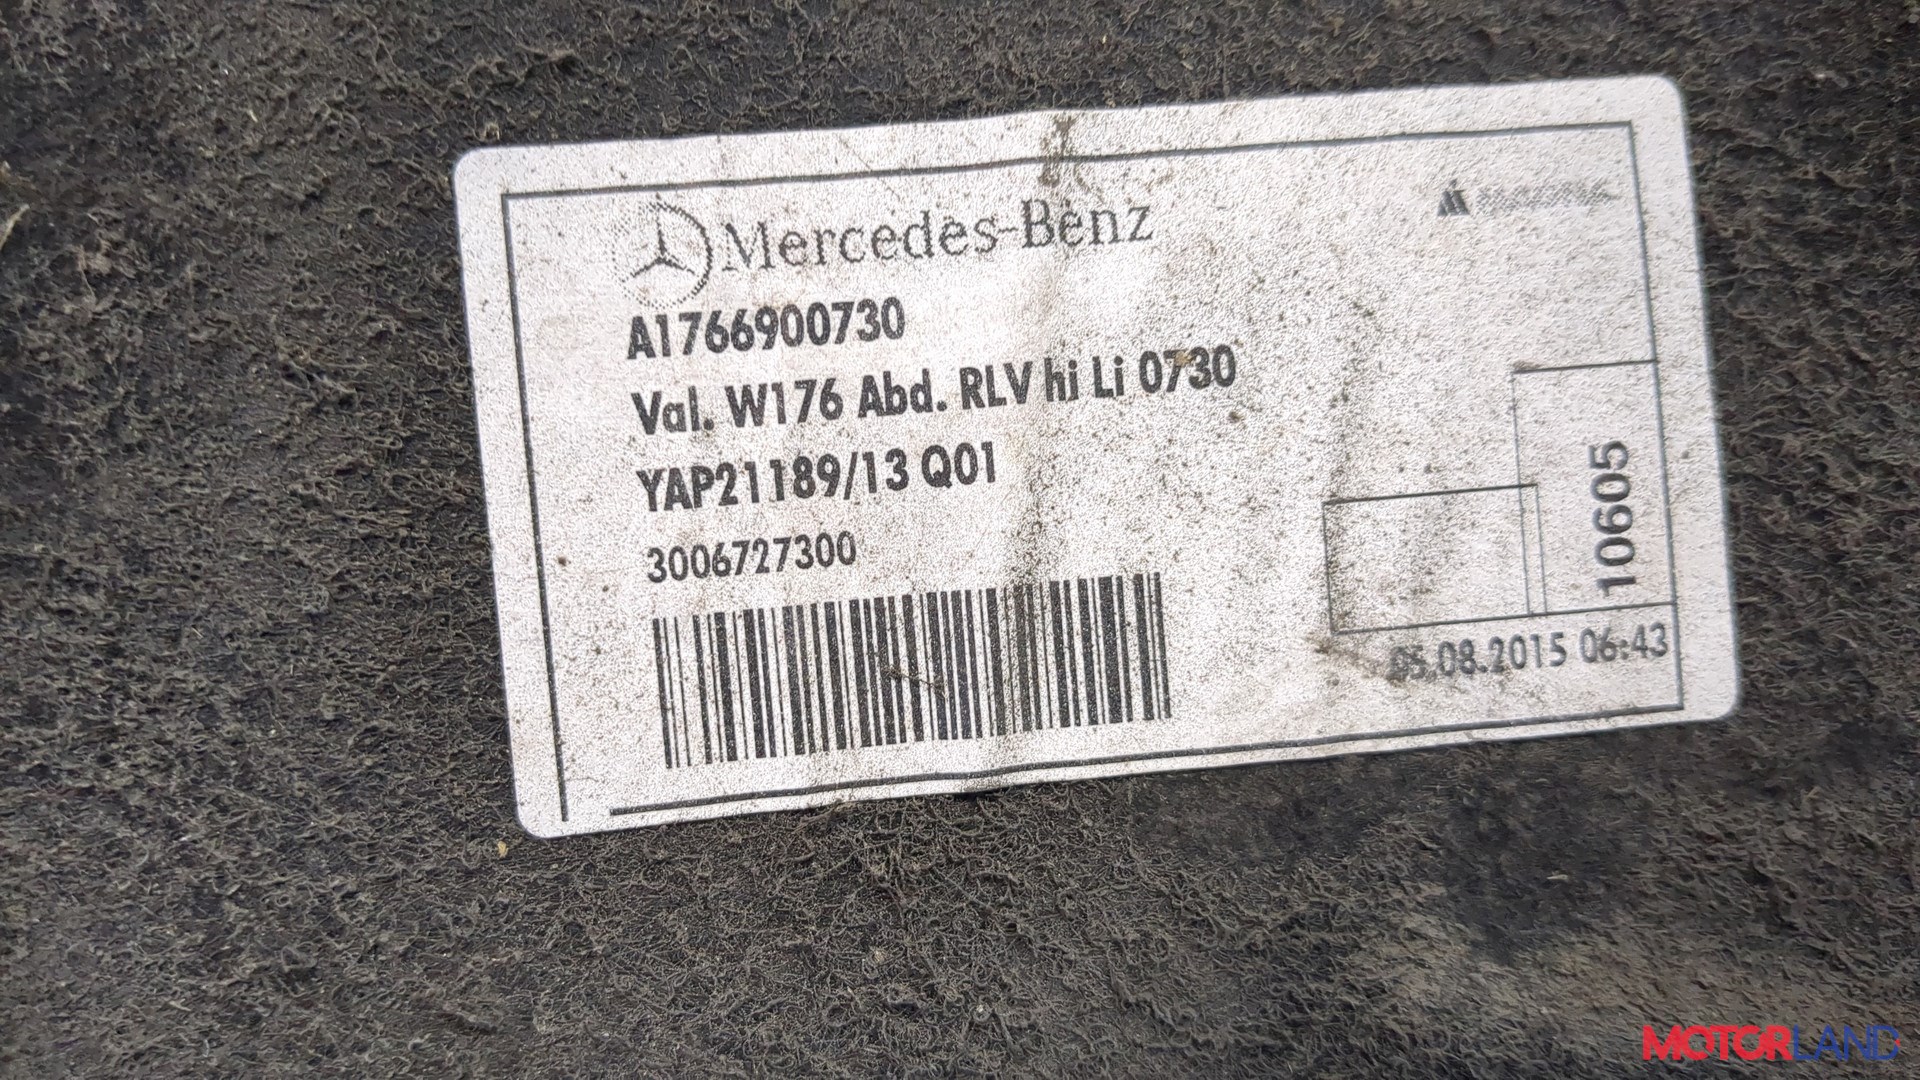 Mercedes-Benz
A1766900730
Val. W176 Abd. RLV hi Li 0730
YAP21189/13 Q01
3006727300
10605
05.08.2015 06:43
MOTORLAND